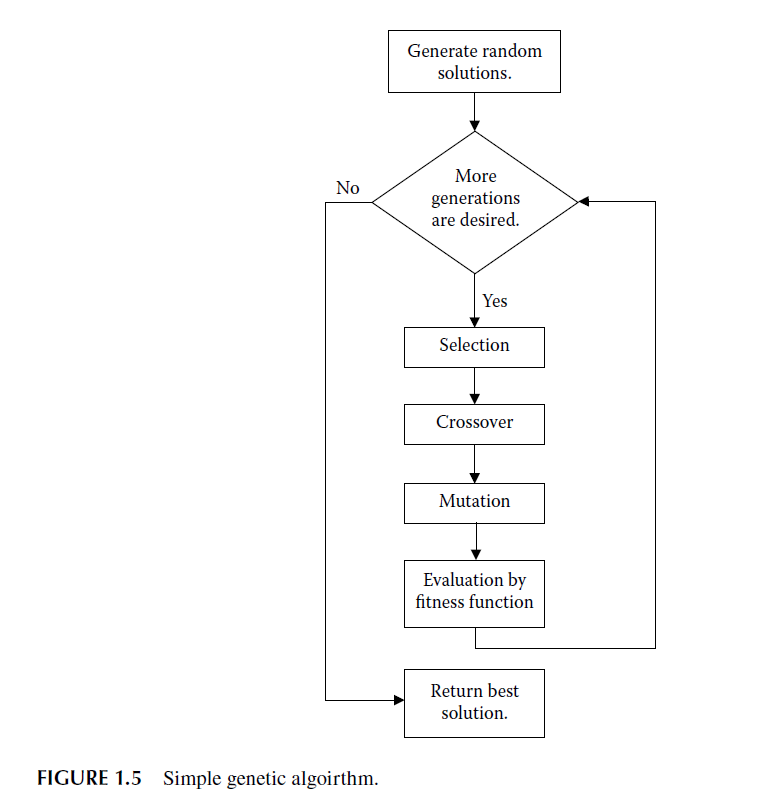 Generate random
solutions.
More
generations
are desired.
No
Yes
Selection
Crossover
Mutation
Evaluation by
fitness function
Return best
solution.
FIGURE 1.5 Simple genetic algoirthm.